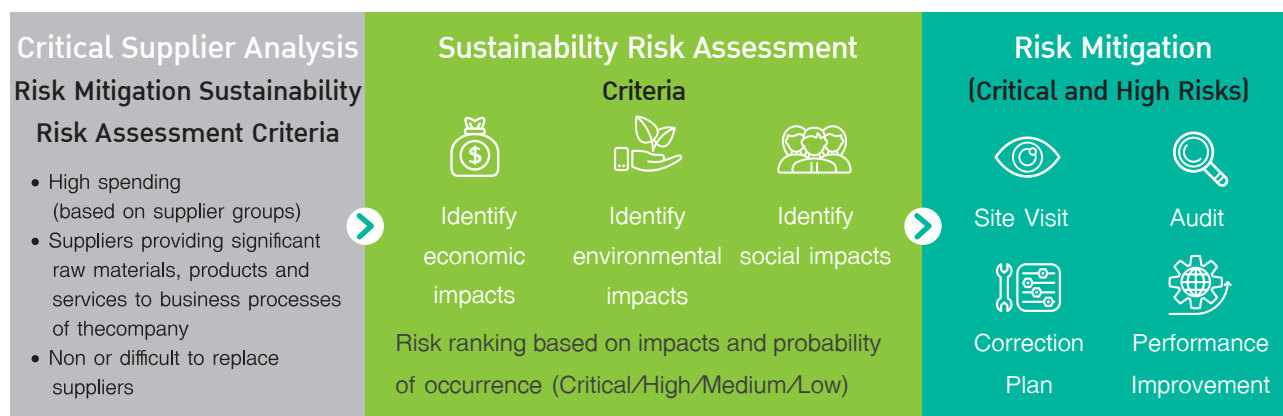 Critical Supplier Analysis
Risk Mitigation Sustainability
Risk Assessment Criteria
• High spending
(based on supplier groups)
• Suppliers providing significant
raw materials, products and
services to business processes
of thecompany
• Non or difficult to replace
suppliers
Sustainability Risk Assessment
Criteria
$
Identify
economic
impacts
Identify
environmental
impacts
Identify
social impacts
Risk ranking based on impacts and probability
of occurrence (Critical/High/Medium/Low)
Risk Mitigation
(Critical and High Risks)
Site Visit
Audit
Correction
Plan
Performance
Improvement